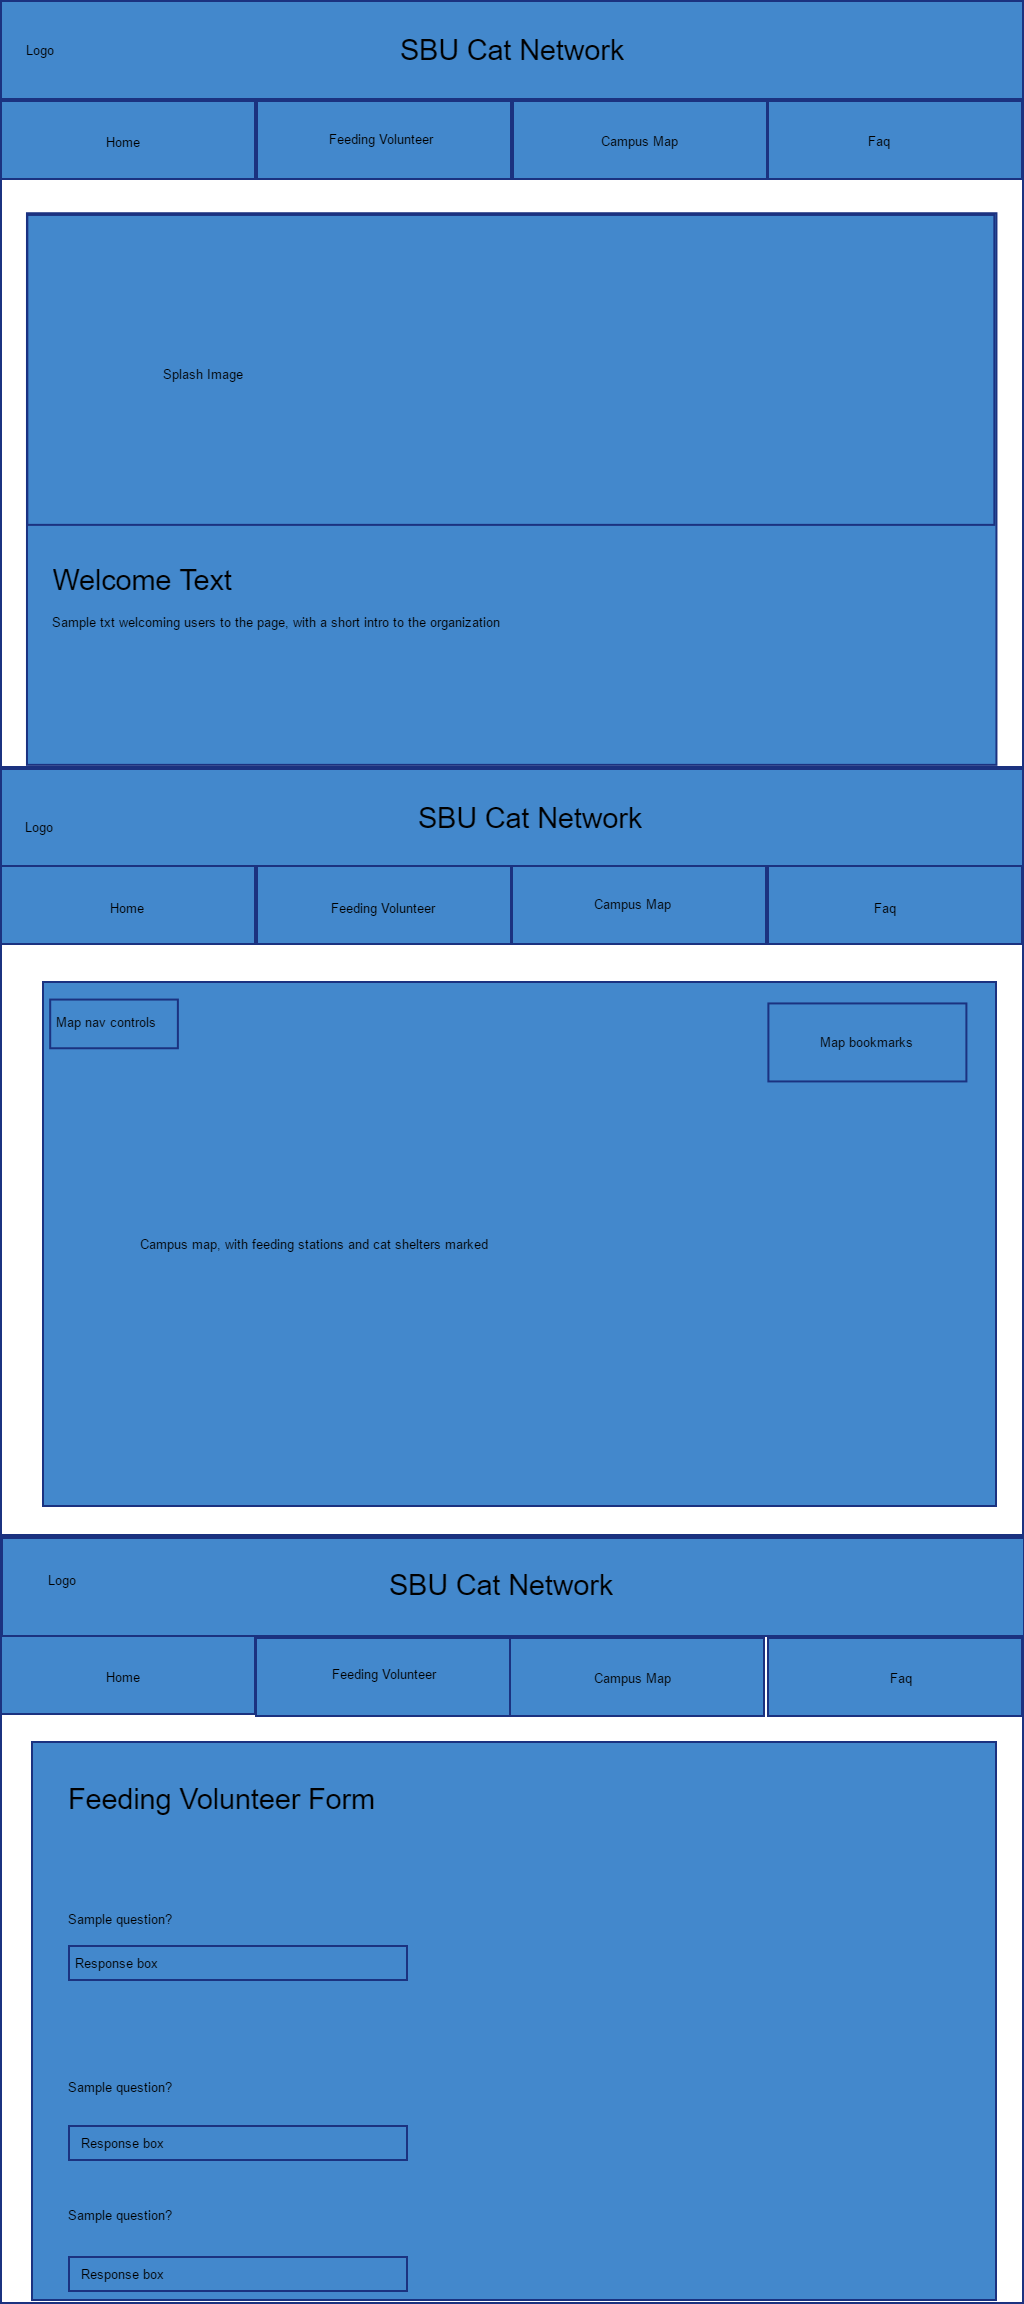 Logo
SBU Cat Network
Home
Feeding Volunteer
Campus Map
Faq
Splash Image
Welcome Text
Sample txt welcoming users to the page, with a short intro to the organization
Logo
SBU Cat Network
Home
Feeding Volunteer
Campus Map
Faq
Map nav controls
Map bookmarks
Campus map, with feeding stations and cat shelters marked
Logo
SBU Cat Network
Home
Feeding Volunteer
Campus Map
Faq
Feeding Volunteer Form
Sample question?
Response box
Sample question?
Response box
Sample question?
Response box